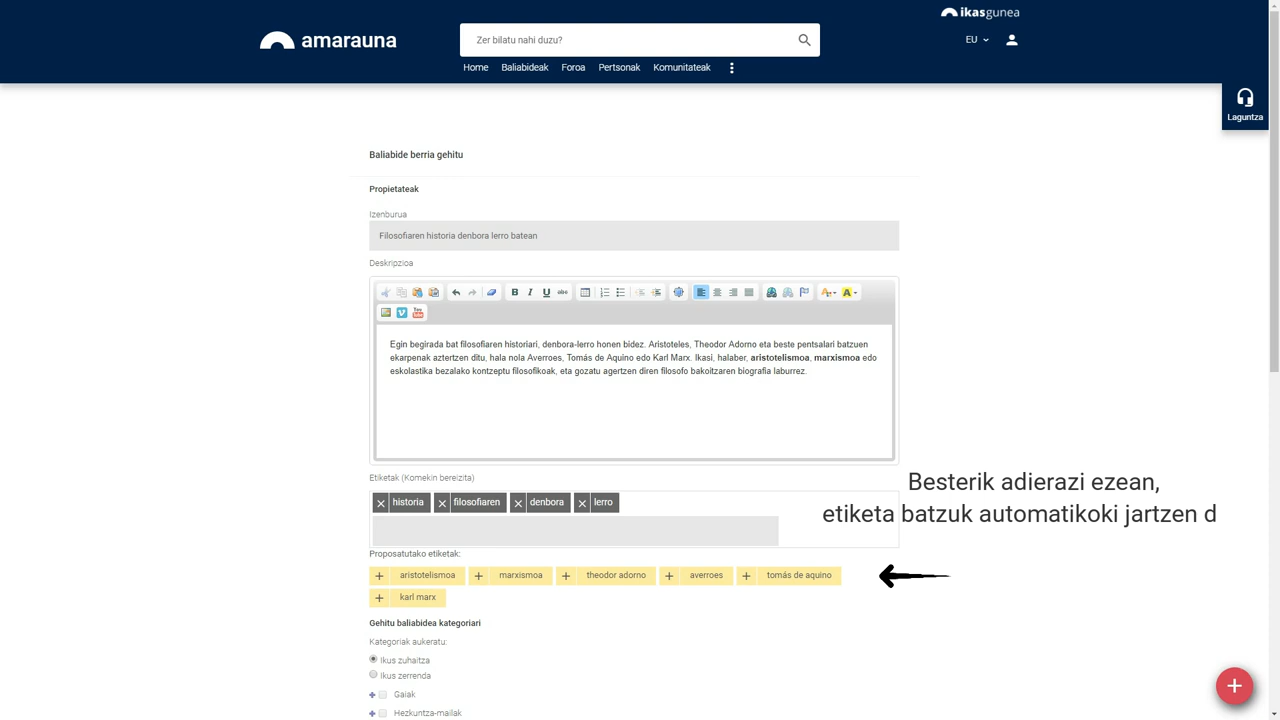 ikasgunea
amarauna
Zer bilatu nahi duzu?
EU
Home Baliabideak Foroa Pertsonak Komunitateak
Laguntza
Baliabide berria gehitu
Propietateak
Izenburua
Filosofiaren historia denbora lerro batean
Deskripzioa
B I U abc
A A
You Tube
Egin begirada bat filosofiaren historiari, denbora-lerro honen bidez. Aristoteles, Theodor Adorno eta beste pentsalari batzuen
ekarpenak aztertzen ditu, hala nola Averroes, Tomás de Aquino edo Karl Marx. Ikasi, halaber, aristotelismoa, marxismoa edo
eskolastika bezalako kontzeptu filosofikoak, eta gozatu agertzen diren filosofo bakoitzaren biografia laburrez.
Etiketak (Komekin bereizita)
historia filosofiaren denbora lerro
Besterik adierazi ezean,
etiketa batzuk automatikoki jartzen d
Proposatutako etiketak:
+ aristotelismoa + marxismoa + theodor adorno + averroes + tomás de aquino
+ karl marx
Gehitu baliabidea kategoriari
Kategoriak aukeratu:
Ikus zuhaitza
Ikus zerrenda
Gaiak
Hezkuntza-mailak